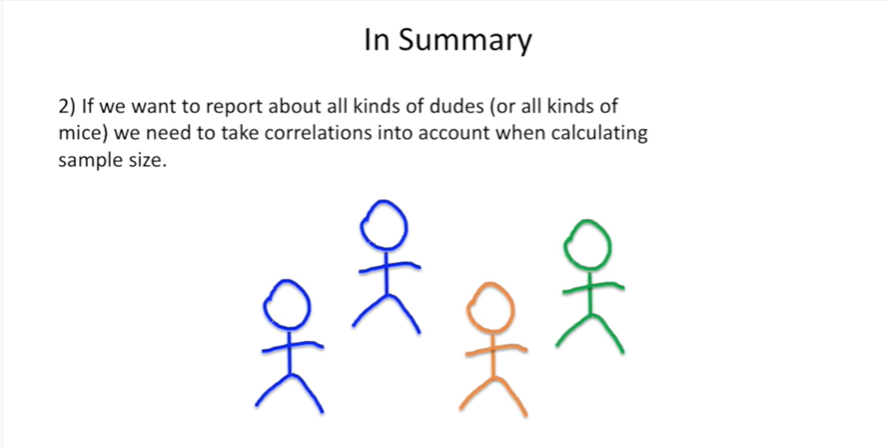 In Summary
2) If we want to report about all kinds of dudes (or all kinds of
mice) we need to take correlations into account when calculating
sample size.